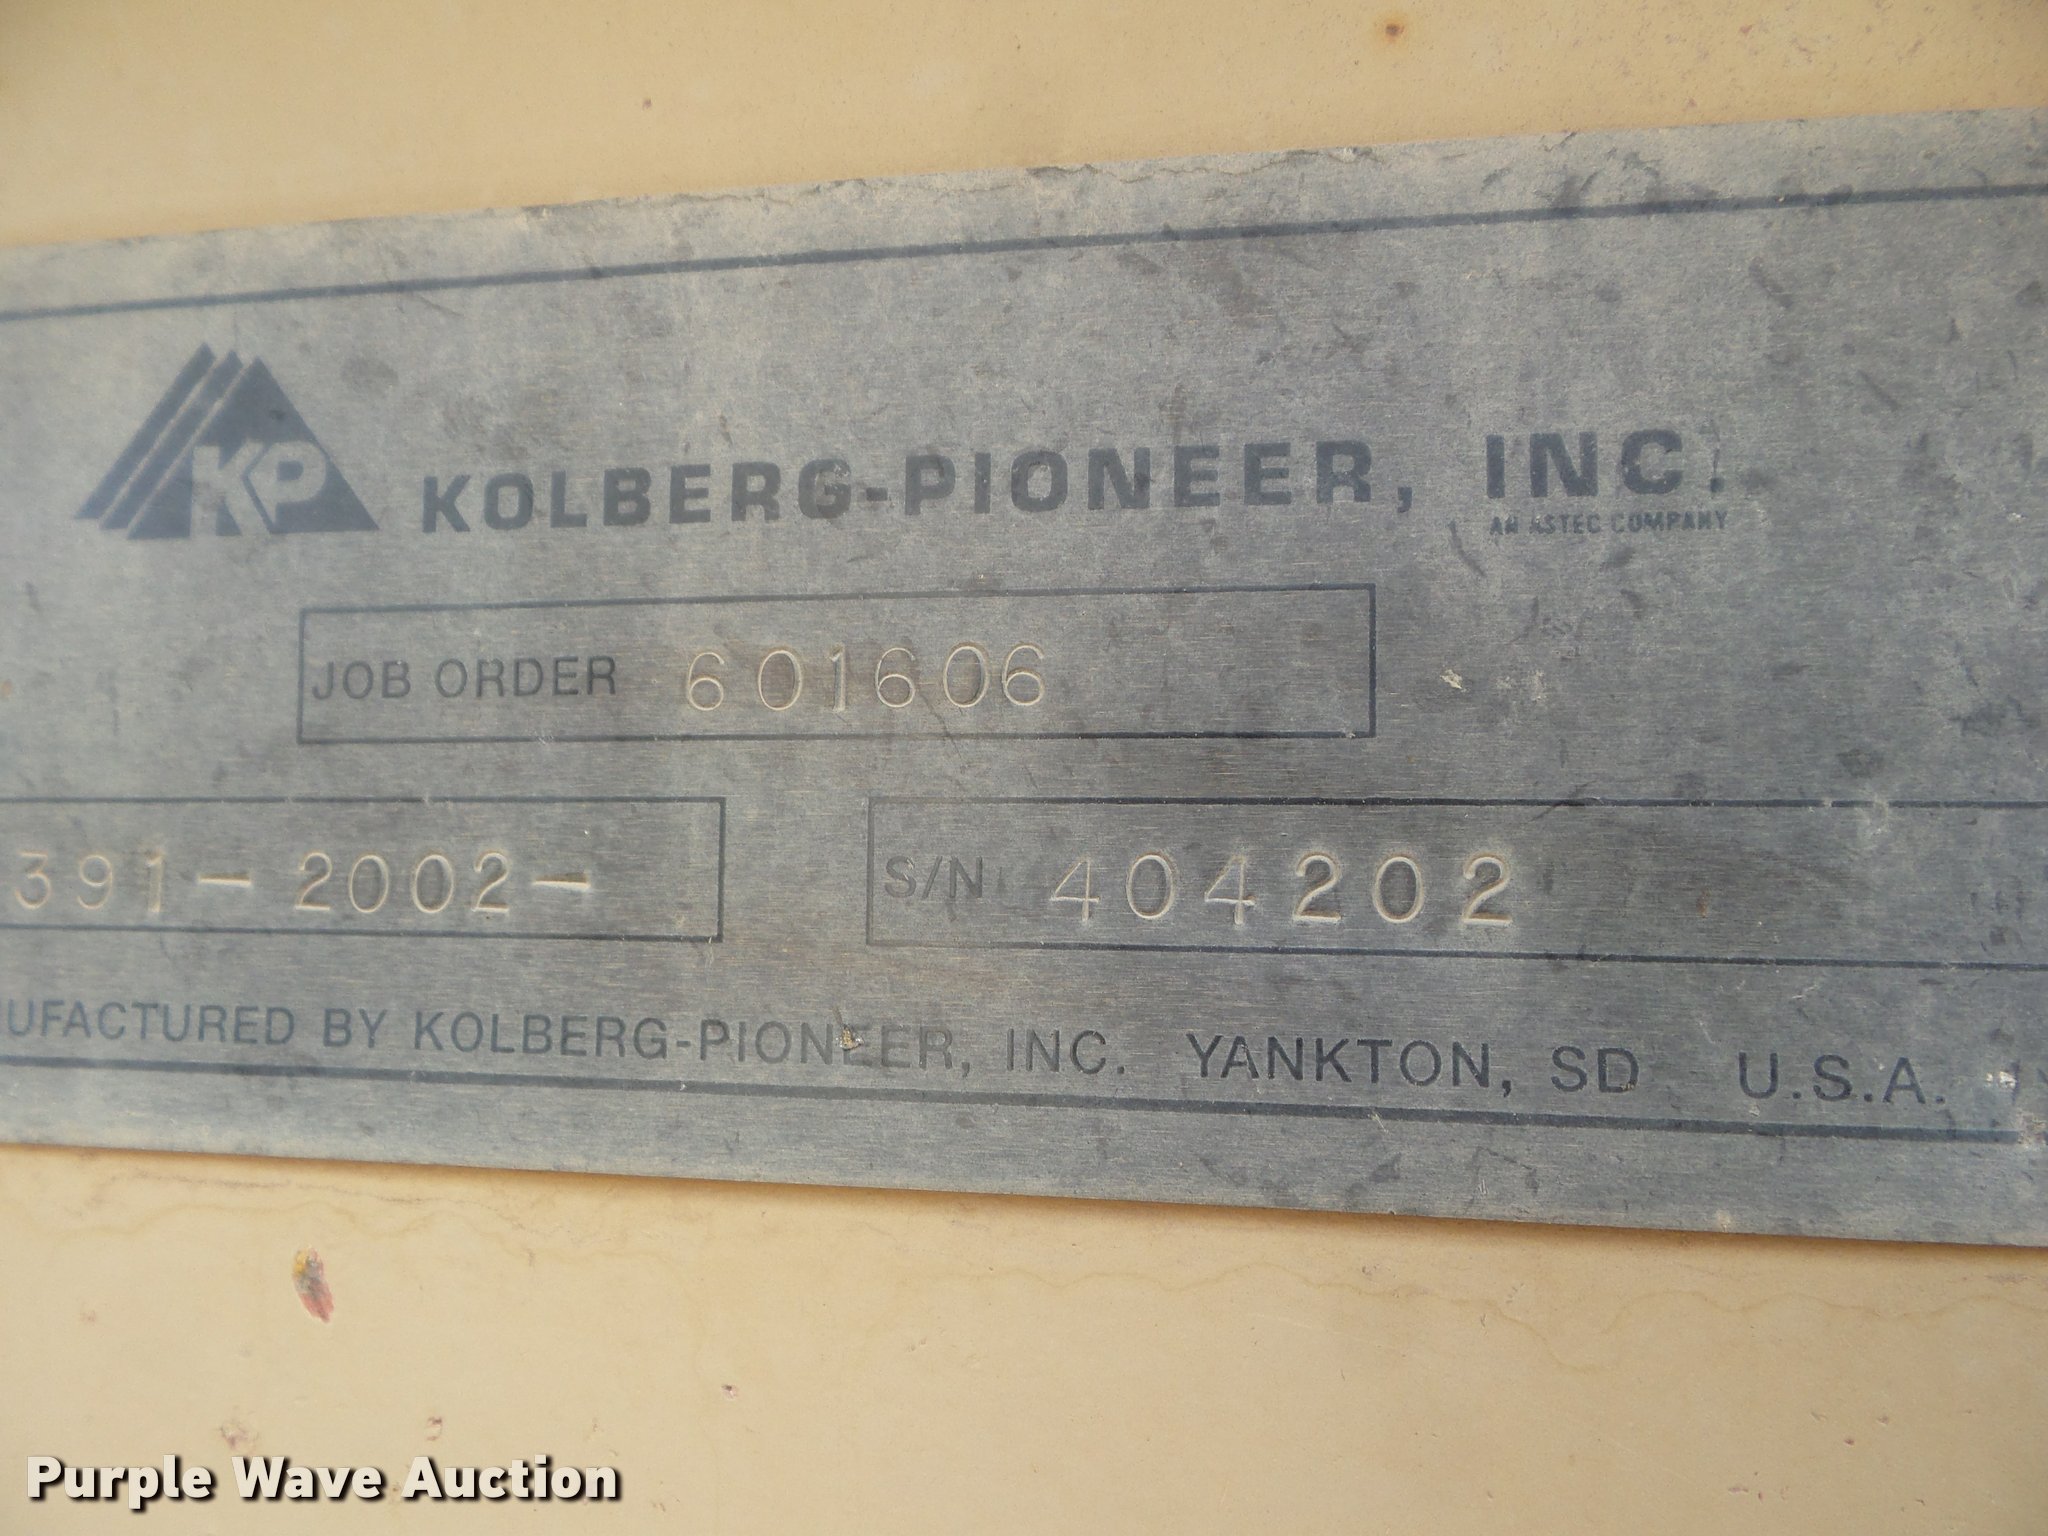 KP KOLBERG-PIONEER, INC.
AN ASTEC COMPANY
JOB ORDER 601606
391-2002-
S/N 404202
UFACTURED BY KOLBERG-PIONEER, INC. YANKTON, SD U.S.A.
Purple Wave Auction